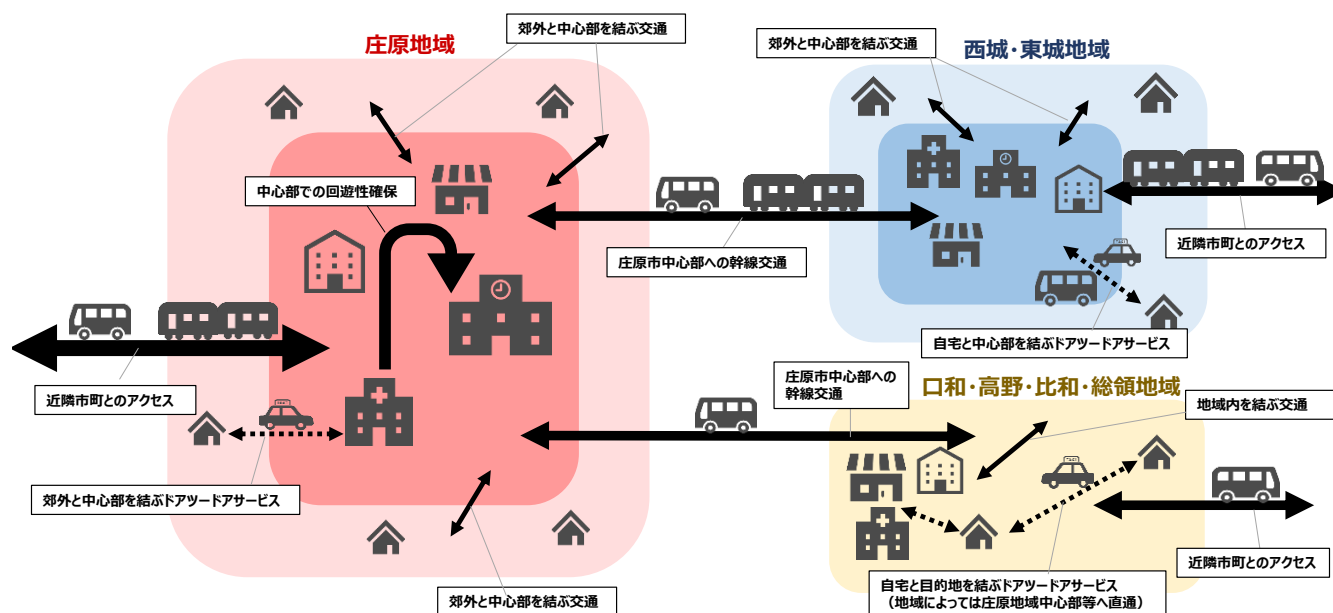 郊外と中心部を結ぶ交通
庄原地域
中心部での回遊性確保
近隣市町とのアクセス
郊外と中心部を結ぶドアツードアサービス
郊外と中心部を結ぶ交通
庄原市中心部への幹線交通
郊外と中心部を結ぶ交通
西城・東城地域
近隣市町とのアクセス
自宅と中心部を結ぶドアツードアサービス
庄原市中心部への
幹線交通
口和・高野・比和・総領地域
地域内を結ぶ交通
近隣市町とのアクセス
自宅と目的地を結ぶドアツードアサービス
（地域によっては庄原地域中心部等へ直通）